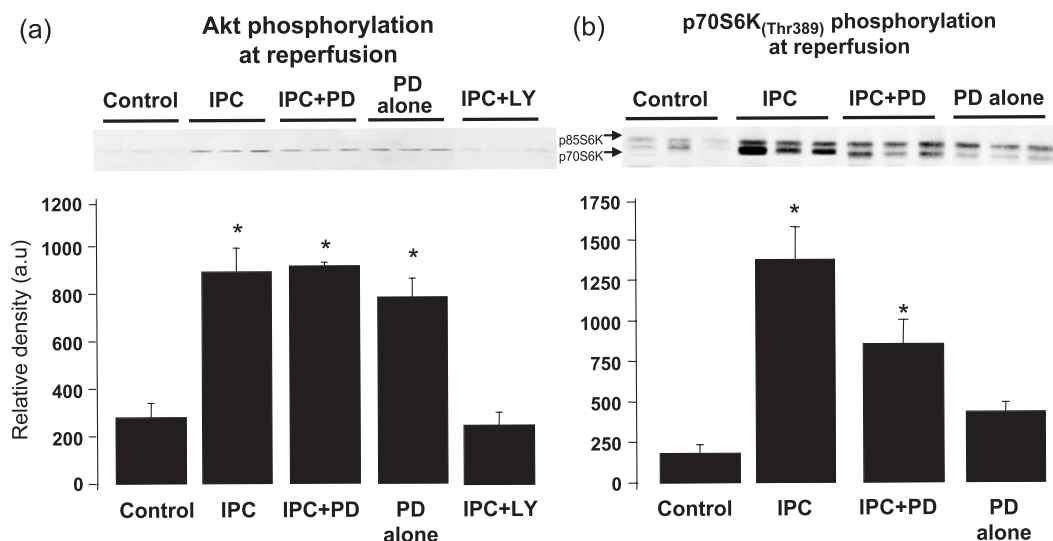 (a)
Akt phosphorylation
at reperfusion
Control IPC IPC+PD PD alone IPC+LY
Relative density (a.u)
1200
1000
800
600
400
200
0
*
*
*
Control IPC IPC+PD PD alone IPC+LY
(b)
p70S6K(Thr389) phosphorylation
at reperfusion
Control IPC IPC+PD PD alone
p85S6K
p70S6K
1750
1500
1250
1000
750
500
250
0
*
*
Control IPC IPC+PD PD alone